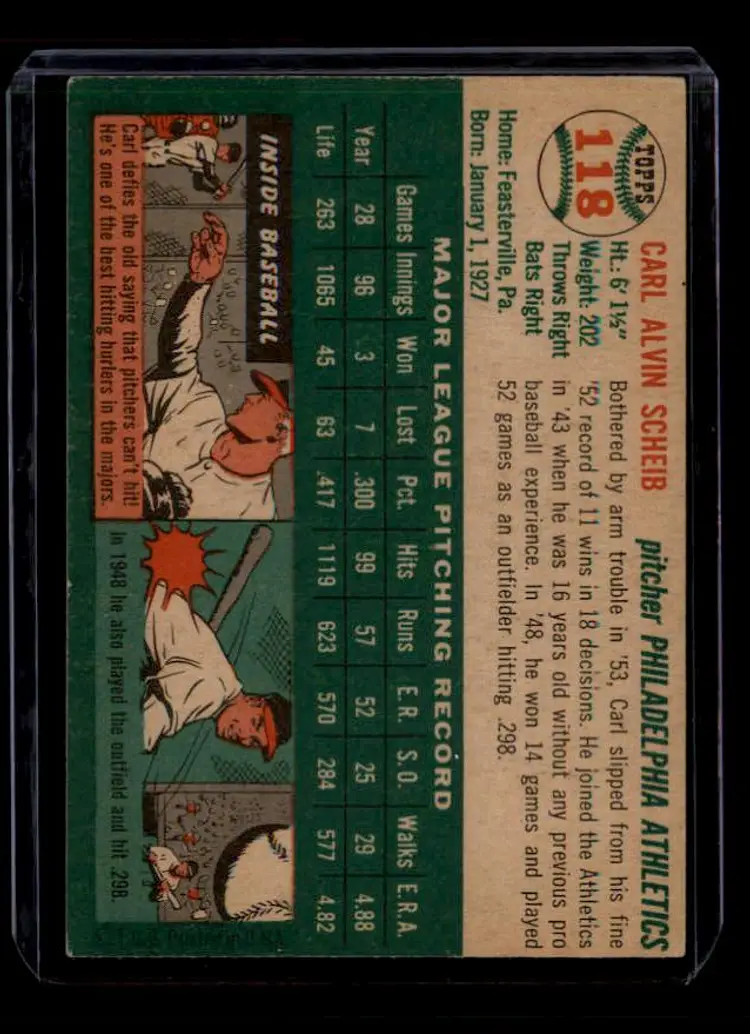 TOPPS
118
CARL ALVIN SCHEIB
pitcher PHILADELPHIA ATHLETICS
Ht.: 6' 1½"
Weight: 202
Throws Right
Bats Right
Home: Feasterville, Pa.
Born: January 1, 1927
Bothered by arm trouble in '53, Carl slipped from his fine
'52 record of 11 wins in 18 decisions. He joined the Athletics
in '43 when he was 16 years old without any previous pro
baseball experience. In '48, he won 14 games and played
52 games as an outfielder hitting .298.
MAJOR LEAGUE PITCHING RECORD
Games Innings Won Lost Pct. Hits Runs E.R. S.O. Walks E.R.A.
Year 28 96 3 7 .300 99 57 52 25 29 4.88
Life 263 1065 45 63 .417 1119 623 570 284 577 4.82
INSIDE BASEBALL
Carl defies the old saying that pitchers can't hit!
He's one of the best hitting hurlers in the majors.
In 1948 he also played the outfield and hit .298.